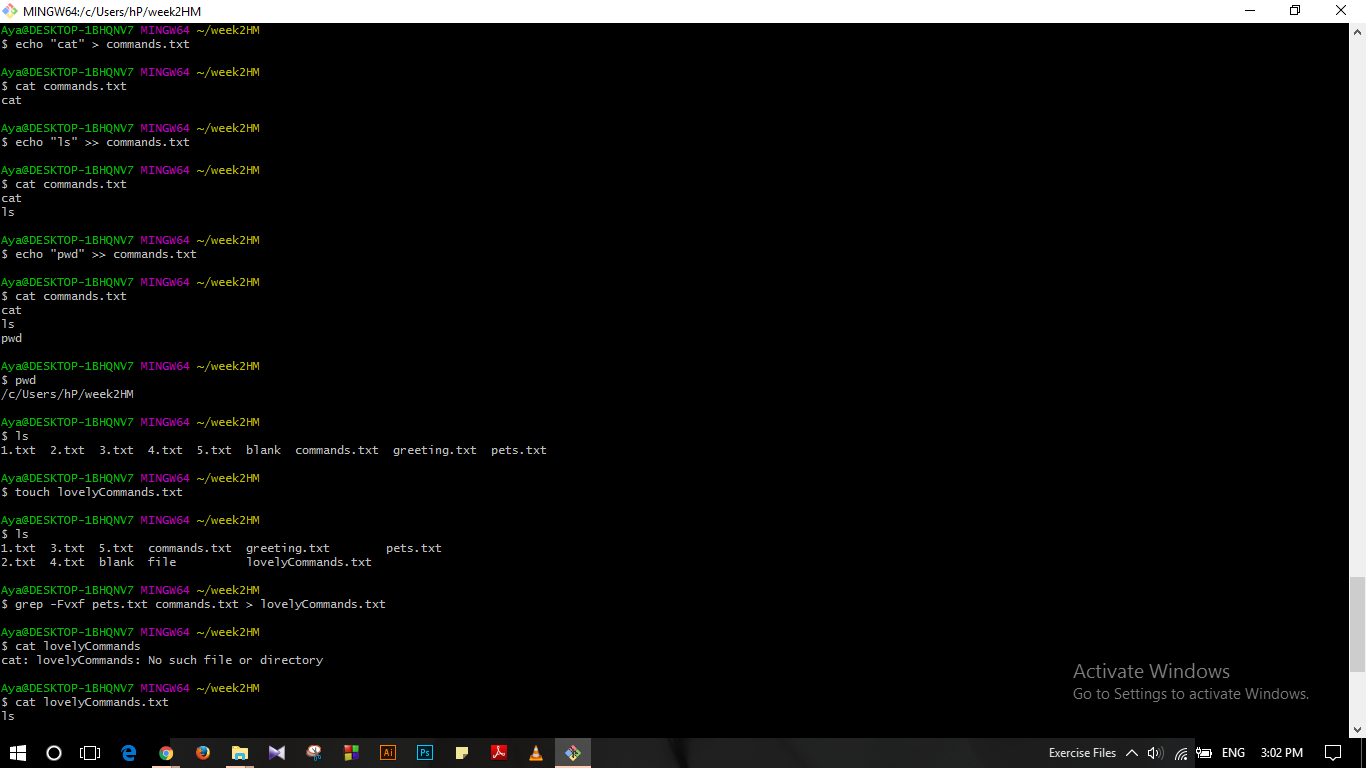 MINGW64:/c/Users/hP/week2HM
Aya@DESKTOP-1BHQNV7 MINGW64 ~/week2HM
$ echo "cat" > commands.txt
Aya@DESKTOP-1BHQNV7 MINGW64 ~/week2HM
$ cat commands.txt
cat
Aya@DESKTOP-1BHQNV7 MINGW64 ~/week2HM
$ echo "ls" >> commands.txt
Aya@DESKTOP-1BHQNV7 MINGW64 ~/week2HM
$ cat commands.txt
cat
ls
Aya@DESKTOP-1BHQNV7 MINGW64 ~/week2HM
$ echo "pwd" >> commands.txt
Aya@DESKTOP-1BHQNV7 MINGW64 ~/week2HM
$ cat commands.txt
cat
ls
pwd
Aya@DESKTOP-1BHQNV7 MINGW64 ~/week2HM
$ pwd
/c/Users/hP/week2HM
Aya@DESKTOP-1BHQNV7 MINGW64 ~/week2HM
$ ls
1.txt  2.txt  3.txt  4.txt  5.txt  blank  commands.txt  greeting.txt  pets.txt
Aya@DESKTOP-1BHQNV7 MINGW64 ~/week2HM
$ touch lovelyCommands.txt
Aya@DESKTOP-1BHQNV7 MINGW64 ~/week2HM
$ ls
1.txt  3.txt  5.txt  commands.txt  greeting.txt        pets.txt
2.txt  4.txt  blank  file          lovelyCommands.txt
Aya@DESKTOP-1BHQNV7 MINGW64 ~/week2HM
$ grep -Fvxf pets.txt commands.txt > lovelyCommands.txt
Aya@DESKTOP-1BHQNV7 MINGW64 ~/week2HM
$ cat lovelyCommands
cat: lovelyCommands: No such file or directory
Aya@DESKTOP-1BHQNV7 MINGW64 ~/week2HM
$ cat lovelyCommands.txt
ls
Activate Windows
Go to Settings to activate Windows.
Ai
Ps
Exercise Files
ENG
3:02 PM